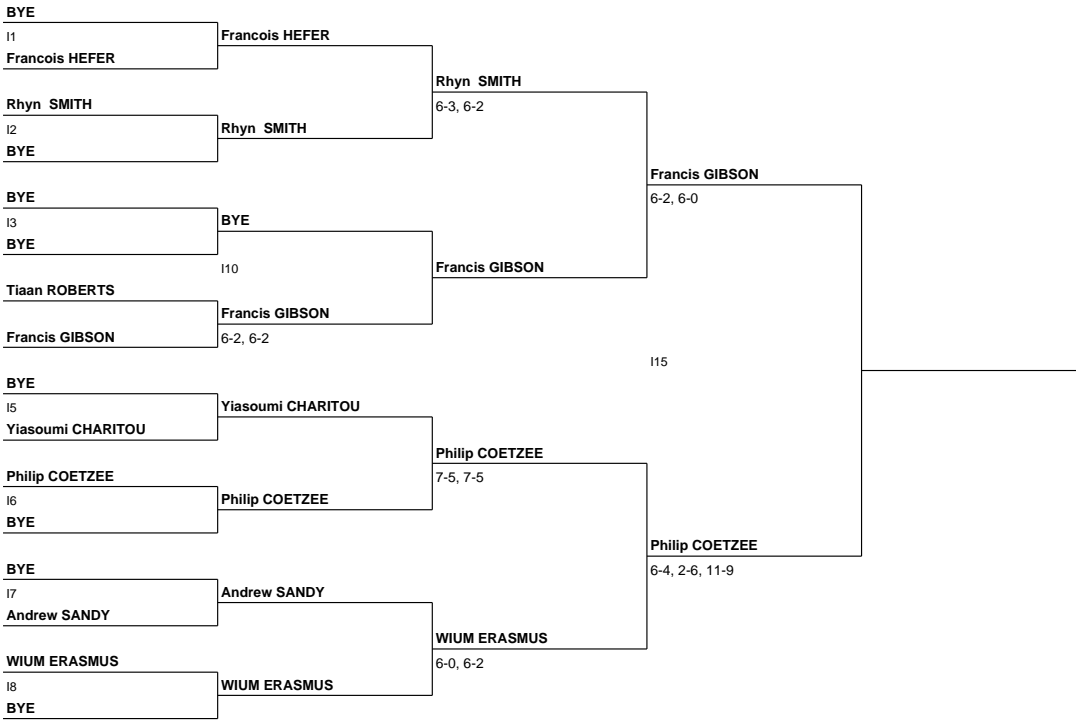 BYE
I1
Francois HEFER
Francois HEFER
Rhyn  SMITH
6-3, 6-2
Rhyn  SMITH
I2
BYE
Rhyn  SMITH
Francis GIBSON
6-2, 6-0
BYE
I3
BYE
BYE
I10
Francis GIBSON
Tiaan ROBERTS
Francis GIBSON
Francis GIBSON
6-2, 6-2
I15
BYE
I5
Yiasoumi CHARITOU
Yiasoumi CHARITOU
Philip COETZEE
7-5, 7-5
Philip COETZEE
I6
BYE
Philip COETZEE
Philip COETZEE
6-4, 2-6, 11-9
BYE
I7
Andrew SANDY
Andrew SANDY
WIUM ERASMUS
6-0, 6-2
WIUM ERASMUS
I8
BYE
WIUM ERASMUS